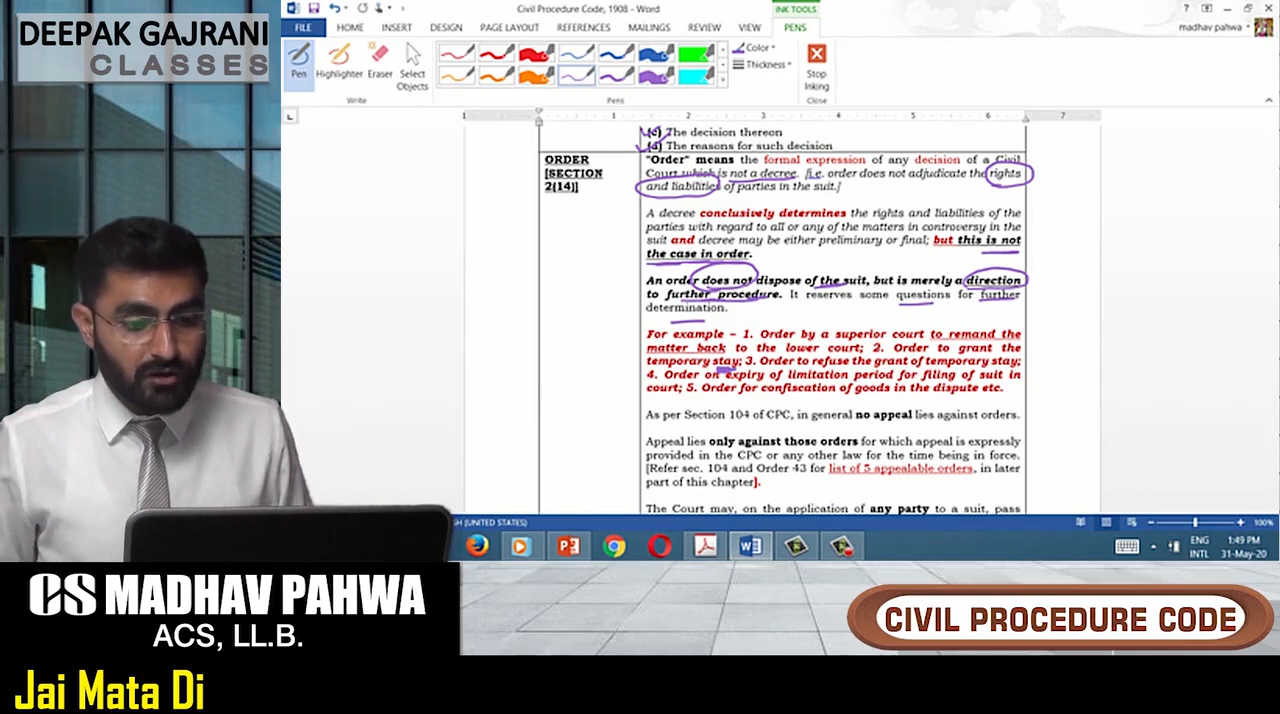 DEEPAK GAJRANI
CLASSES
Civil Procedure Code, 1908 - Word
INK TOOLS
FILE
HOME
INSERT
DESIGN
PAGE LAYOUT
REFERENCES
MAILINGS
REVIEW
VIEW
PENS
madhav pahwa
Pen
Highlighter
Eraser
Select
Objects
Color
Thickness
Stop
Inking
Write
Pens
Close
1
1
2
3
4
5
6
7
(c) The decision thereon
(d) The reasons for such decision
ORDER
[SECTION
2(14)]
"Order" means the formal expression of any decision of a Civil
Court which is not a decree. [i.e. order does not adjudicate the rights
and liabilities of parties in the suit.]
A decree conclusively determines the rights and liabilities of the
parties with regard to all or any of the matters in controversy in the
suit and decree may be either preliminary or final; but this is not
the case in order.
An order does not dispose of the suit, but is merely a direction
to further procedure. It reserves some questions for further
determination.
For example – 1. Order by a superior court to remand the
matter back to the lower court; 2. Order to grant the
temporary stay; 3. Order to refuse the grant of temporary stay;
4. Order on expiry of limitation period for filing of suit in
court; 5. Order for confiscation of goods in the dispute etc.
As per Section 104 of CPC, in general no appeal lies against orders.
Appeal lies only against those orders for which appeal is expressly
provided in the CPC or any other law for the time being in force.
[Refer sec. 104 and Order 43 for list of 5 appealable orders, in later
part of this chapter].
The Court may, on the application of any party to a suit, pass
(UNITED STATES)
100%
ENG
INTL
1:49 PM
31-May-20
CS MADHAV PAHWA
ACS, LL.B.
CIVIL PROCEDURE CODE
Jai Mata Di